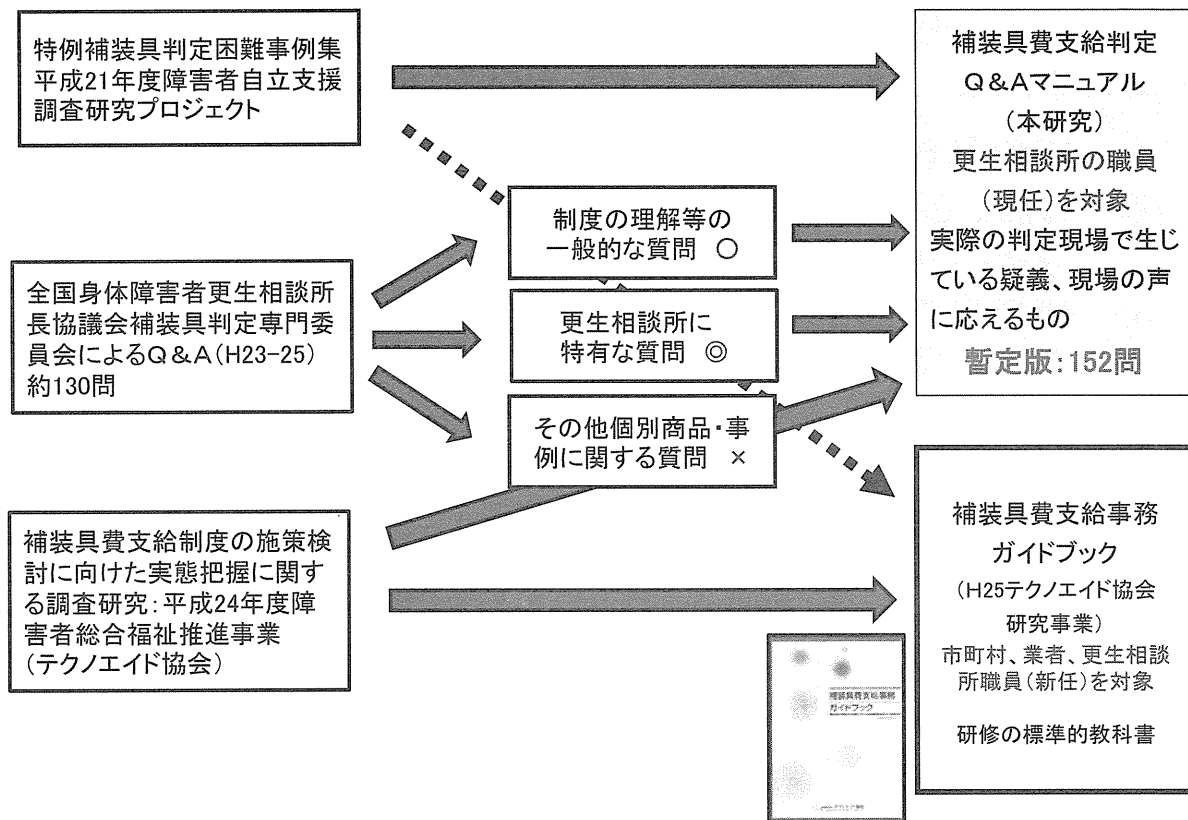 特例補装具判定困難事例集
平成21年度障害者自立支援
調査研究プロジェクト
全国身体障害者更生相談所
長協議会補装具判定専門委
員会によるQ&A(H23-25)
約130問
補装具費支給制度の施策検
討に向けた実態把握に関す
る調査研究:平成24年度障
害者総合福祉推進事業
(テクノエイド協会)
制度の理解等の
一般的な質問 ○
更生相談所に
特有な質問 ◎
その他個別商品・事
例に関する質問 ×
補装具費支給判定
Q&Aマニュアル
(本研究)
更生相談所の職員
(現任)を対象
実際の判定現場で生じ
ている疑義、現場の声
に応えるもの
暫定版:152問
補装具費支給事務
ガイドブック
(H25テクノエイド協会
研究事業)
市町村、業者、更生相談
所職員(新任)を対象
研修の標準的教科書
補装具費支給事務
ガイドブック